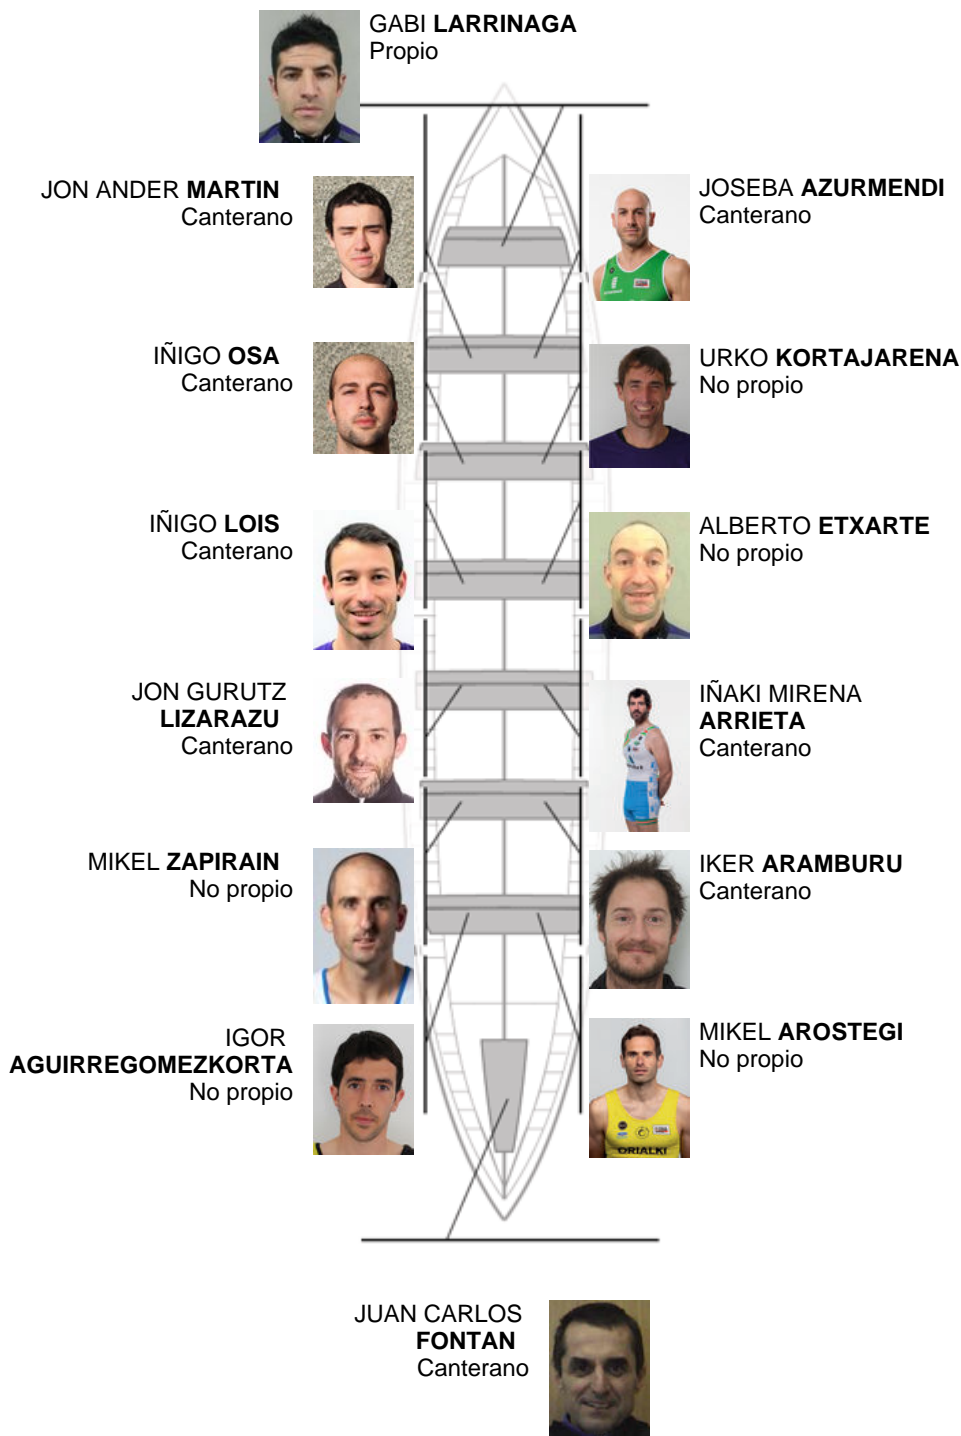 GABI LARRINAGA
Propio
JON ANDER MARTIN
Canterano
JOSEBA AZURMENDI
Canterano
IÑIGO OSA
Canterano
URKO KORTAJARENA
No propio
IÑIGO LOIS
Canterano
ALBERTO ETXARTE
No propio
JON GURUTZ
LIZARAZU
Canterano
IÑAKI MIRENA
ARRIETA
Canterano
MIKEL ZAPIRAIN
No propio
IKER ARAMBURU
Canterano
IGOR
AGUIRREGOMEZKORTA
No propio
MIKEL AROSTEGI
No propio
ORIALKI
JUAN CARLOS
FONTAN
Canterano